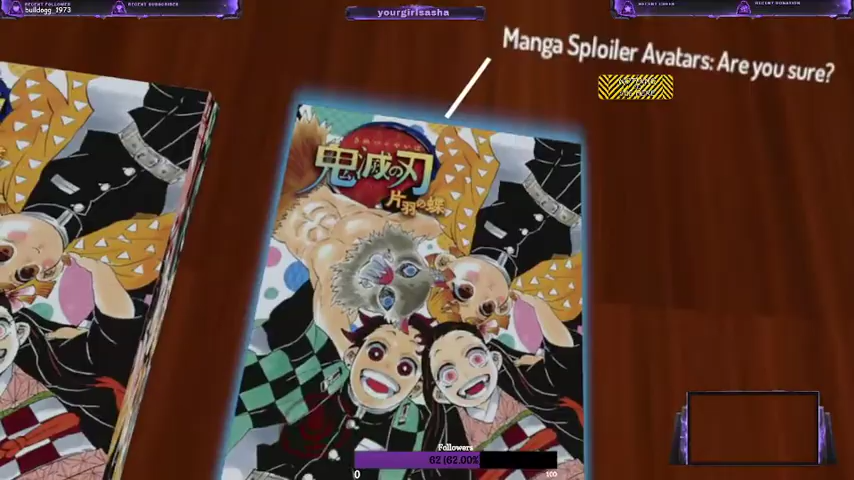 RECENT FOLLOWER
bulldogg_1973
RECENT SUBSCRIBER
yourgirlsasha
RECENT DONATION
Manga Sploiler Avatars: Are you sure?
鬼滅の刃
片羽の蝶
Followers
62 (62.00%
0
100